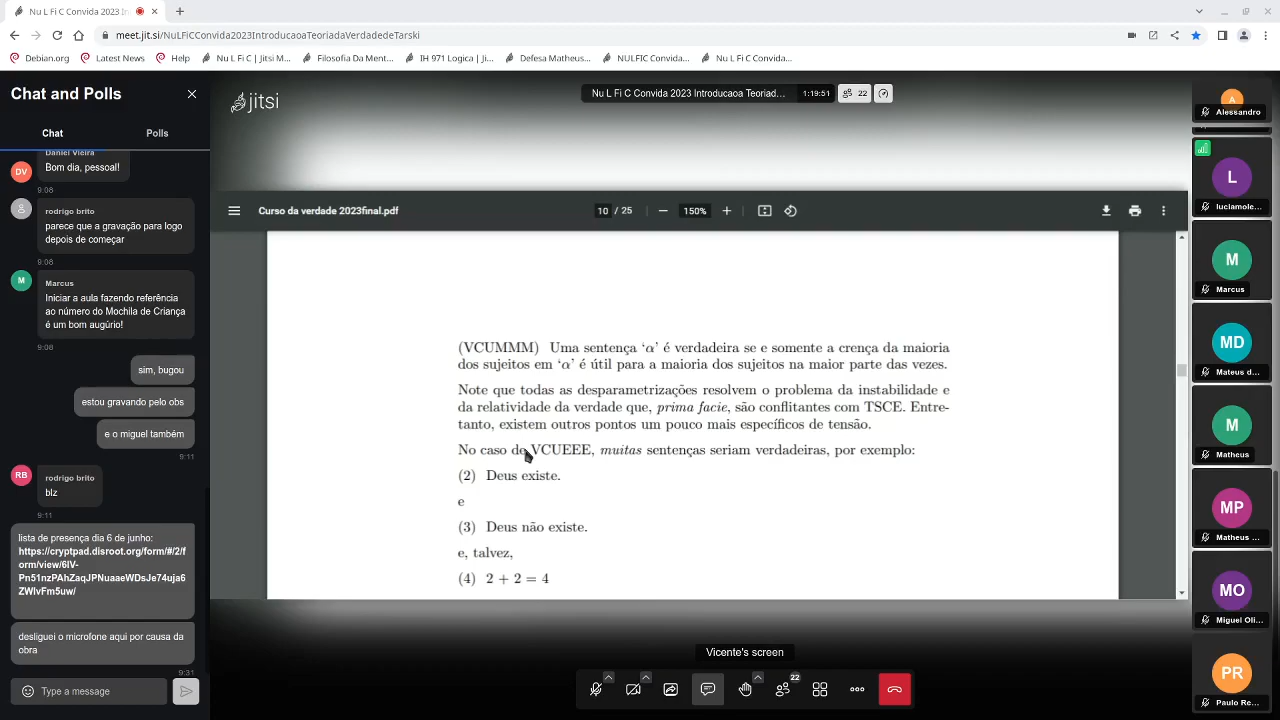 Nu L Fi C Convida 2023 In
meet.jit.si/NuLFiCConvida2023IntroducaoaTeoriadaVerdadedeTarski
Debian.org
Latest News
Help
Nu L FiC | Jitsi M...
Filosofia Da Ment...
IH 971 Logica | Ji...
Defesa Matheus...
NULFIC Convida...
Nu L Fi C Convida...
Chat and Polls
Chat
Polls
Daniel Vieira
DV
Bom dia, pessoal!
9:08
rodrigo brito
parece que a gravação para logo
depois de começar
9:08
M
Marcus
Iniciar a aula fazendo referência
ao número do Mochila de Criança
é um bom augúrio!
9:08
sim, bugou
estou gravando pelo obs
e o miguel também
9:11
RB
rodrigo brito
blz
9:11
lista de presença dia 6 de junho:
https://cryptpad.disroot.org/form/#/2/f
orm/view/6IV-
Pn51nzPAhZaqJPNuaaeWDsJe74uja6
ZWlvFm5uw/
desliguei o microfone aqui por causa da
obra
9:31
Type a message
jitsi
Nu L Fi C Convida 2023 Introducaoa Teoriad...
1:19:51
22
Curso da verdade 2023final.pdf
10 / 25
150%
(VCUMMM) Uma sentença ‘α’ é verdadeira se e somente a crença da maioria
dos sujeitos em ‘α’ é útil para a maioria dos sujeitos na maior parte das vezes.
Note que todas as desparametrizações resolvem o problema da instabilidade e
da relatividade da verdade que, prima facie, são conflitantes com TSCE. Entre-
tanto, existem outros pontos um pouco mais específicos de tensão.
No caso de VCUEEE, muitas sentenças seriam verdadeiras, por exemplo:
(2) Deus existe.
e
(3) Deus não existe.
e, talvez,
(4) 2 + 2 = 4
Vicente's screen
22
A
Alessandro
L
luciamole...
M
Marcus
MD
Mateus d...
M
Matheus
MP
Matheus ...
MO
Miguel Oli...
PR
Paulo Re...